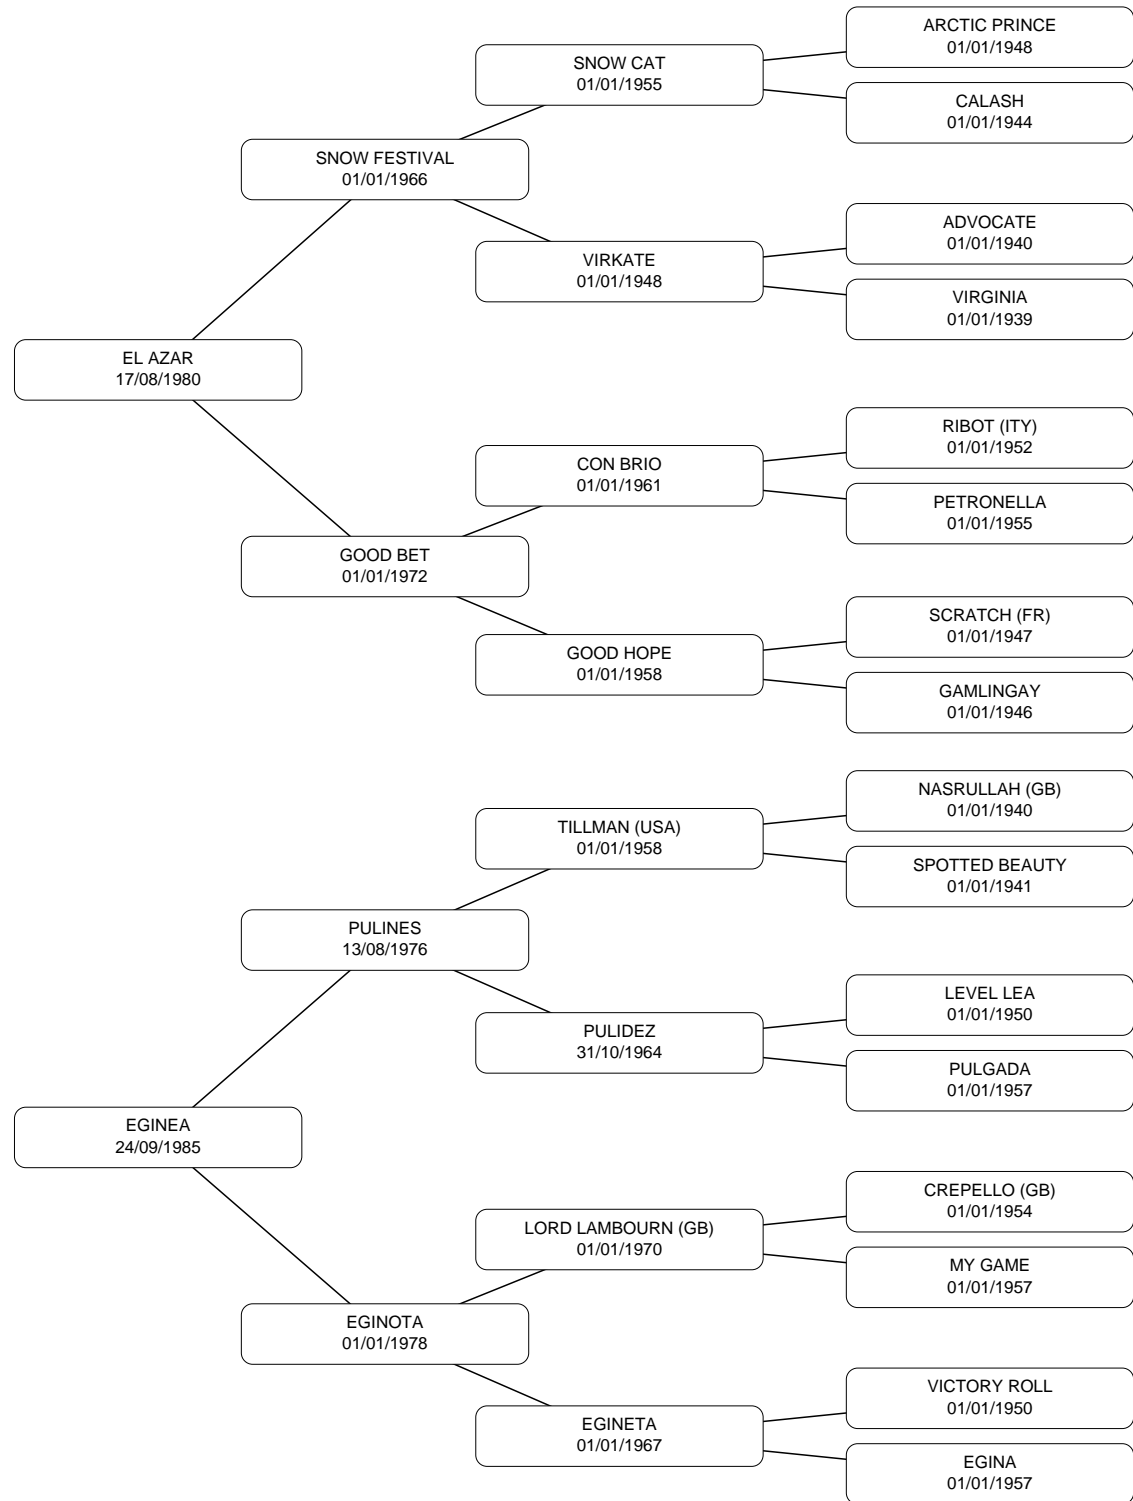 ARCTIC PRINCE
01/01/1948
SNOW CAT
01/01/1955
CALASH
01/01/1944
SNOW FESTIVAL
01/01/1966
ADVOCATE
01/01/1940
VIRKATE
01/01/1948
VIRGINIA
01/01/1939
EL AZAR
17/08/1980
RIBOT (ITY)
01/01/1952
CON BRIO
01/01/1961
PETRONELLA
01/01/1955
GOOD BET
01/01/1972
SCRATCH (FR)
01/01/1947
GOOD HOPE
01/01/1958
GAMLINGAY
01/01/1946
NASRULLAH (GB)
01/01/1940
TILLMAN (USA)
01/01/1958
SPOTTED BEAUTY
01/01/1941
PULINES
13/08/1976
LEVEL LEA
01/01/1950
PULIDEZ
31/10/1964
PULGADA
01/01/1957
EGINEA
24/09/1985
CREPELLO (GB)
01/01/1954
LORD LAMBOURN (GB)
01/01/1970
MY GAME
01/01/1957
EGINOTA
01/01/1978
VICTORY ROLL
01/01/1950
EGINETA
01/01/1967
EGINA
01/01/1957